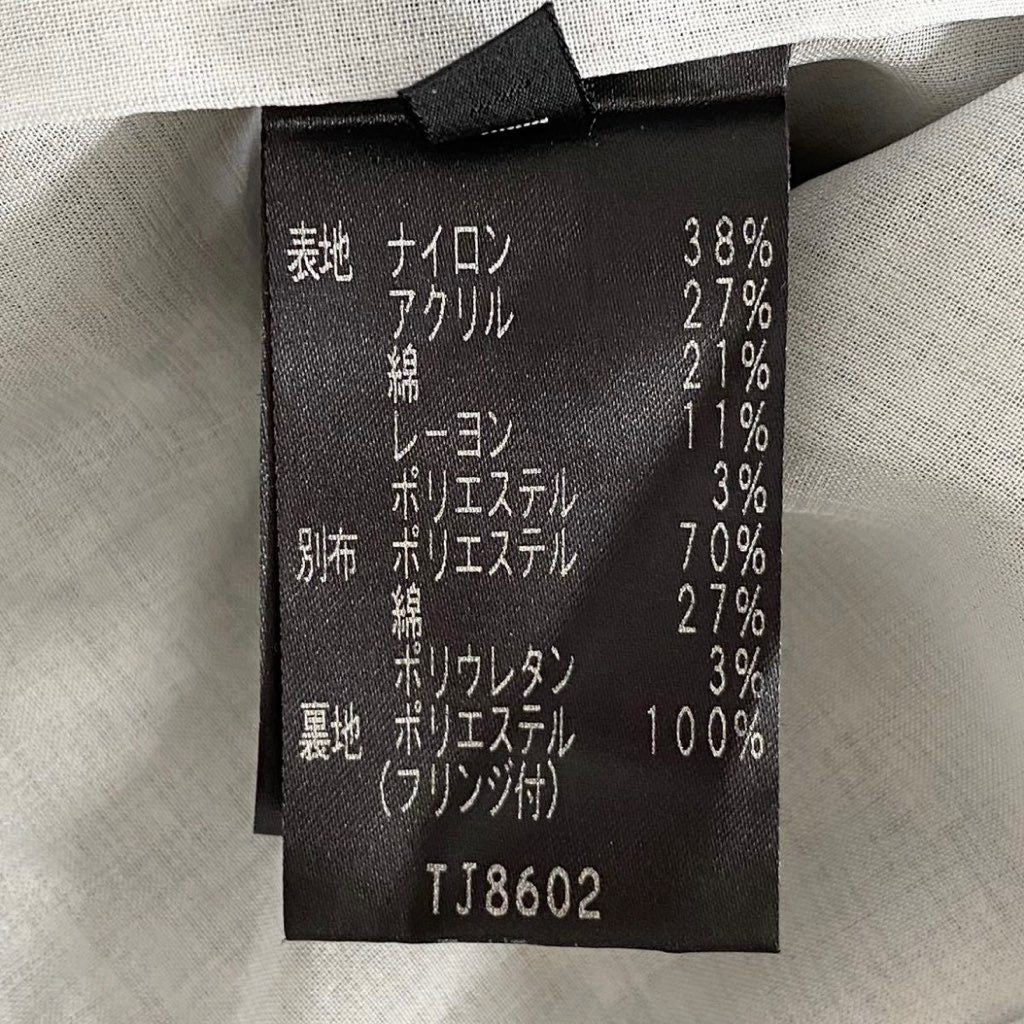 表地 ナイロン 38%
アクリル 27%
綿 21%
レーヨン 11%
ポリエステル 3%
別布 ポリエステル 70%
綿 27%
ポリウレタン 3%
裏地 ポリエステル 100%
(フリンジ付)
TJ8602